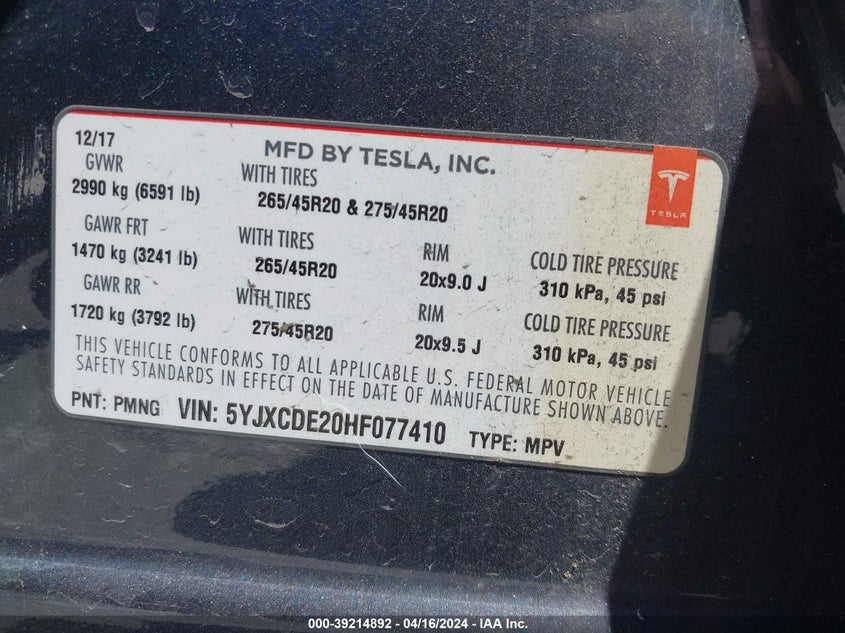 12/17
MFD BY TESLA, INC.
GVWR
WITH TIRES
2990 kg (6591 lb)
265/45R20 & 275/45R20
TESLA
GAWR FRT
WITH TIRES
RIM
COLD TIRE PRESSURE
1470 kg (3241 lb)
265/45R20
20x9.0 J
310 kPa, 45 psi
GAWR RR
WITH TIRES
RIM
COLD TIRE PRESSURE
1720 kg (3792 lb)
275/45R20
20x9.5 J
310 kPa, 45 psi
THIS VEHICLE CONFORMS TO ALL APPLICABLE U.S. FEDERAL MOTOR VEHICLE
SAFETY STANDARDS IN EFFECT ON THE DATE OF MANUFACTURE SHOWN ABOVE.
PNT: PMNG VIN: 5YJXCDE20HF077410 TYPE: MPV
000-39214892 - 04/16/2024 - IAA Inc.